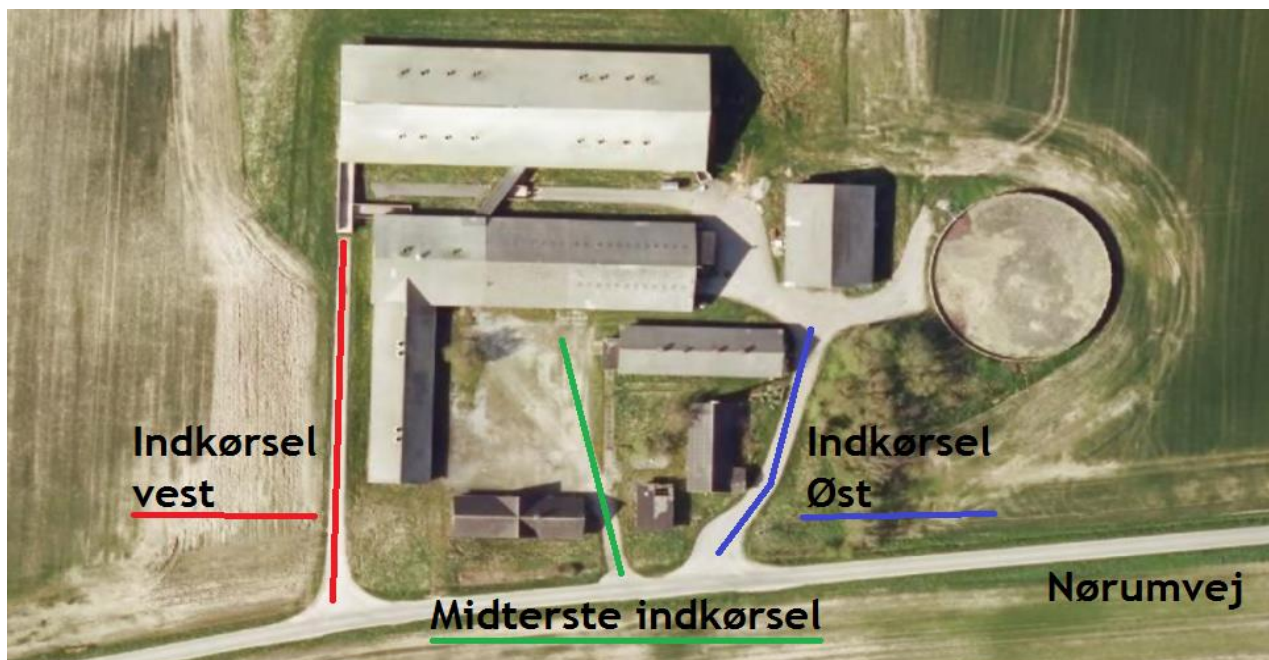 Indkørsel
vest
Indkørsel
Øst
Nørumvej
Midterste indkørsel